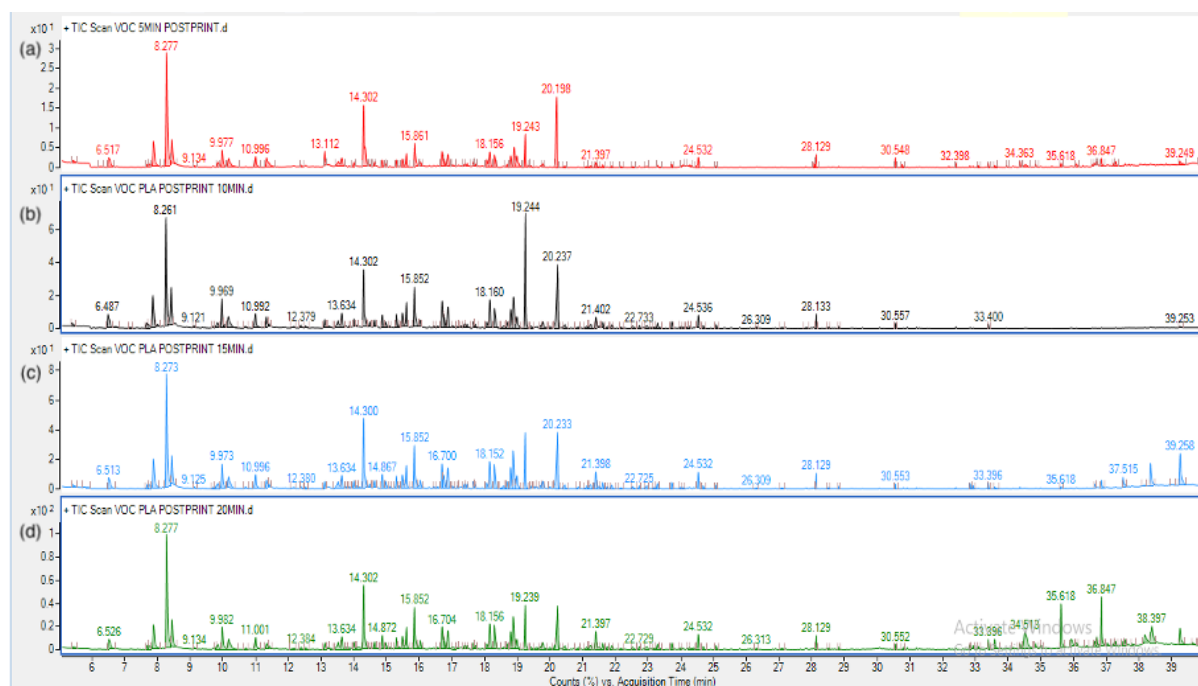 + TIC Scan VOC 5MIN POSTPRINT.d
x10 1
(a)
3
2.5
2
1.5
1
0.5
0
6.517 8.277 9.134 9.977 10.996 13.112 14.302 15.861 18.156 19.243 20.198 21.397 24.532 28.129 30.548 32.398 34.363 35.618 36.847 39.249
+ TIC Scan VOC PLA POSTPRINT 10MIN.d
x10 1
(b)
6
4
2
0
6.487 8.261 9.121 9.969 10.992 12.379 13.634 14.302 15.852 18.160 19.244 20.237 21.402 22.733 24.536 26.309 28.133 30.557 33.400 39.253
+ TIC Scan VOC PLA POSTPRINT 15MIN.d
x10 1
(c)
8
6
4
2
0
6.513 8.273 9.125 9.973 10.996 12.380 13.634 14.300 14.867 15.852 16.700 18.152 20.233 21.398 22.725 24.532 26.309 28.129 30.553 33.396 35.618 37.515 39.258
+ TIC Scan VOC PLA POSTPRINT 20MIN.d
x10 2
(d)
1
0.8
0.6
0.4
0.2
0
6.526 8.277 9.134 9.982 11.001 12.384 13.634 14.302 14.872 15.852 16.704 18.156 19.239 21.397 22.729 24.532 26.313 28.129 30.552 33.396 34.513 35.618 36.847 38.397
Activate Windows
6 7 8 9 10 11 12 13 14 15 16 17 18 19 20 21 22 23 24 25 26 27 28 29 30 31 32 33 34 35 36 37 38 39
Counts (%) vs. Acquisition Time (min)